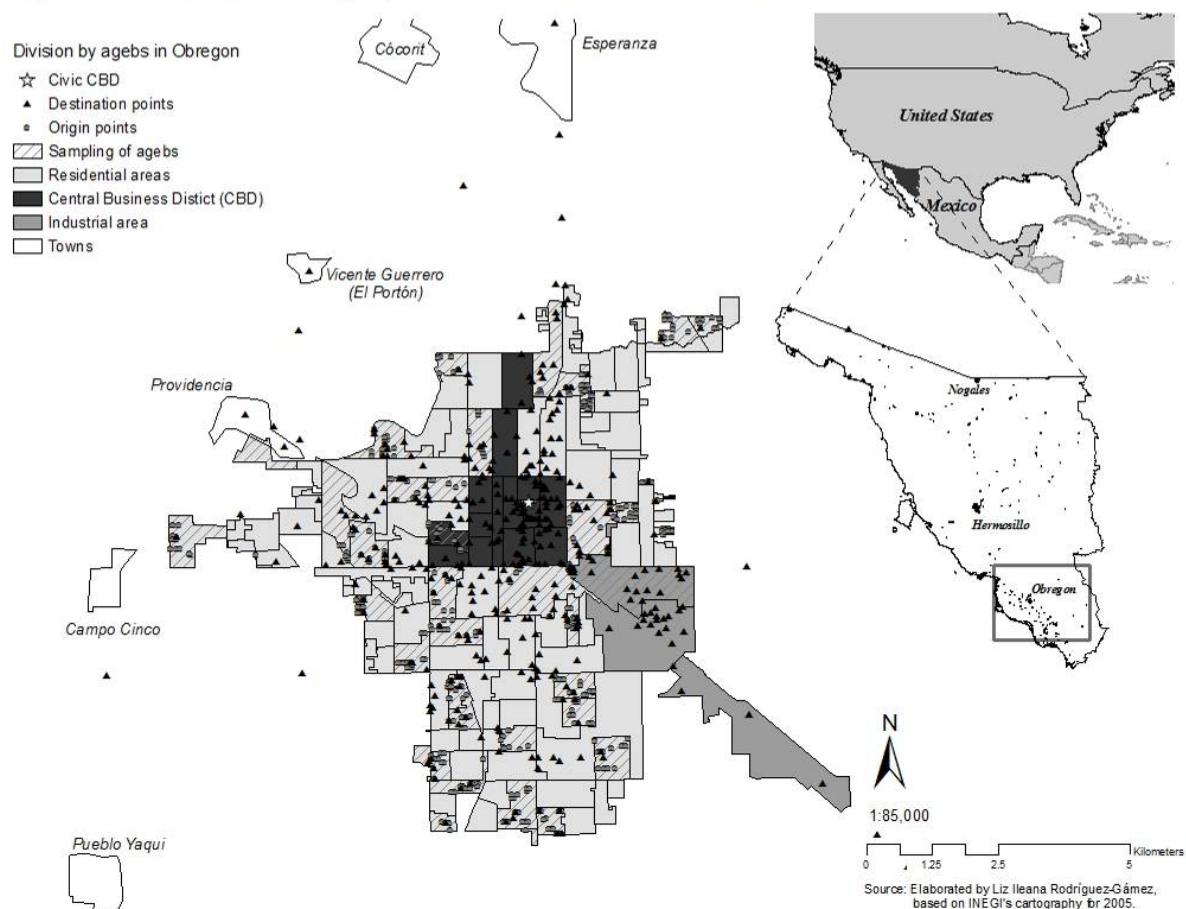 Division by agebs in Obregon
Civic CBD
Destination points
Origin points
Sampling of agebs
Residential areas
Central Business Distict (CBD)
Industrial area
Towns
Cócorit
Esperanza
Vicente Guerrero
(El Portón)
Providencia
Campo Cinco
Pueblo Yaqui
United States
Mexico
Nogales
Hermosillo
Obregon
N
1:85,000
Kilometers
0 1.25 2.5 5
Source: Elaborated by Liz Ileana Rodríguez-Gámez,
based on INEGI's cartography for 2005.